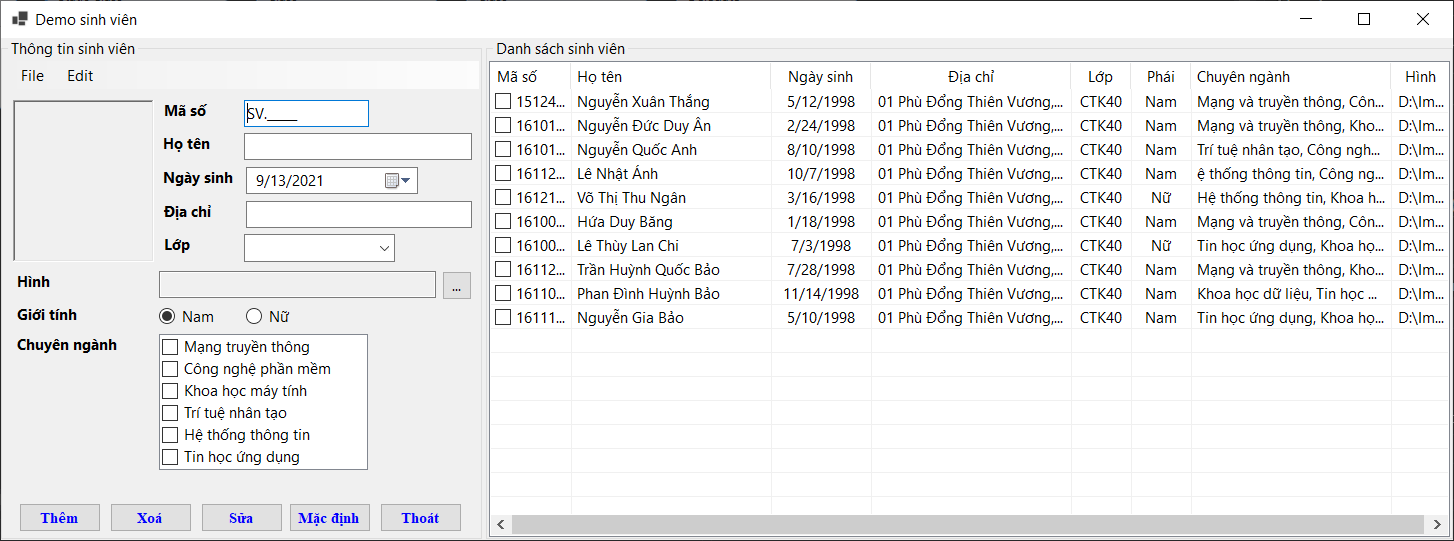 Demo sinh viên
Thông tin sinh viên
File Edit
Mã số SV.____
Họ tên
Ngày sinh 9/13/2021
Địa chỉ
Lớp
Hình ...
Giới tính Nam Nữ
Chuyên ngành Mạng truyền thông
Công nghệ phần mềm
Khoa học máy tính
Trí tuệ nhân tạo
Hệ thống thông tin
Tin học ứng dụng
Thêm Xoá Sửa Mặc định Thoát
Danh sách sinh viên
Mã số Họ tên Ngày sinh Địa chỉ Lớp Phái Chuyên ngành Hình
15124... Nguyễn Xuân Thắng 5/12/1998 01 Phù Đổng Thiên Vương,... CTK40 Nam Mạng và truyền thông, Côn... D:\Im...
16101... Nguyễn Đức Duy Ân 2/24/1998 01 Phù Đổng Thiên Vương,... CTK40 Nam Mạng và truyền thông, Kho... D:\Im...
16101... Nguyễn Quốc Anh 8/10/1998 01 Phù Đổng Thiên Vương,... CTK40 Nam Trí tuệ nhân tạo, Công ngh... D:\Im...
16112... Lê Nhật Ánh 10/7/1998 01 Phù Đổng Thiên Vương,... CTK40 Nam ệ thống thông tin, Công ng... D:\Im...
16121... Võ Thị Thu Ngân 3/16/1998 01 Phù Đổng Thiên Vương,... CTK40 Nữ Hệ thống thông tin, Khoa h... D:\Im...
16100... Hứa Duy Băng 1/18/1998 01 Phù Đổng Thiên Vương,... CTK40 Nam Mạng và truyền thông, Côn... D:\Im...
16100... Lê Thùy Lan Chi 7/3/1998 01 Phù Đổng Thiên Vương,... CTK40 Nữ Tin học ứng dụng, Khoa họ... D:\Im...
16112... Trần Huỳnh Quốc Bảo 7/28/1998 01 Phù Đổng Thiên Vương,... CTK40 Nam Mạng và truyền thông, Kho... D:\Im...
16110... Phan Đình Huỳnh Bảo 11/14/1998 01 Phù Đổng Thiên Vương,... CTK40 Nam Khoa học dữ liệu, Tin học ... D:\Im...
16111... Nguyễn Gia Bảo 5/10/1998 01 Phù Đổng Thiên Vương,... CTK40 Nam Tin học ứng dụng, Khoa họ... D:\Im...